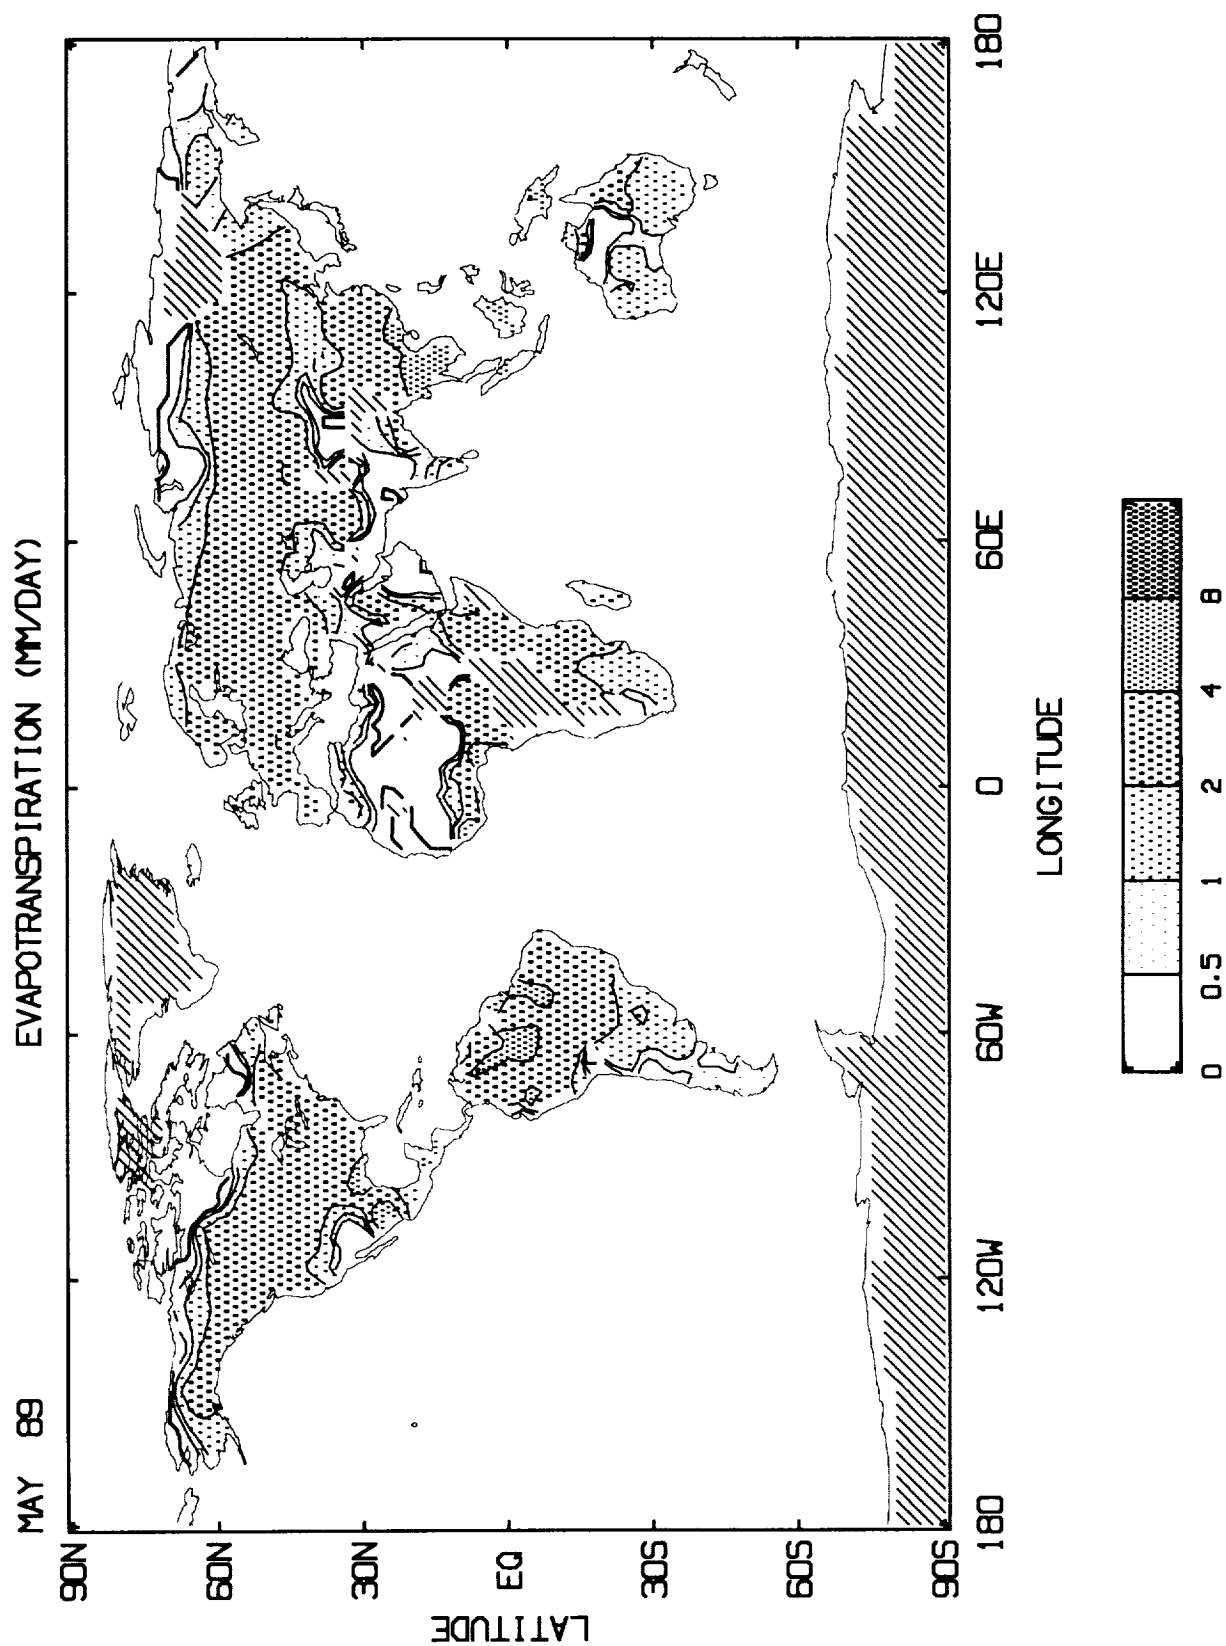 MAY 89
EVAPOTRANSPIRATION (MM/DAY)
90N
60N
30N
EQ
30S
60S
90S
LATITUDE
180
120W
60W
0
60E
120E
180
LONGITUDE
0
0.5
1
2
4
8